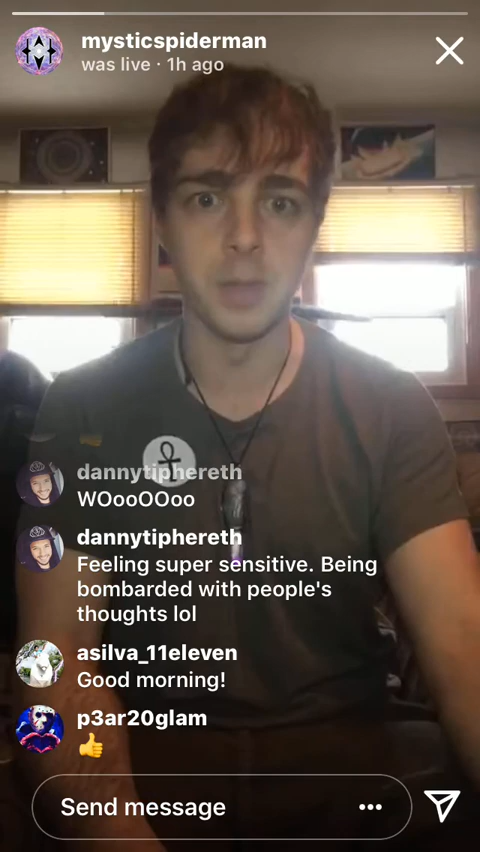 mysticspiderman
was live · 1h ago
dannytiphereth
WOooOOoo
dannytiphereth
Feeling super sensitive. Being
bombarded with people's
thoughts lol
asilva_11eleven
Good morning!
p3ar20glam
👍
Send message